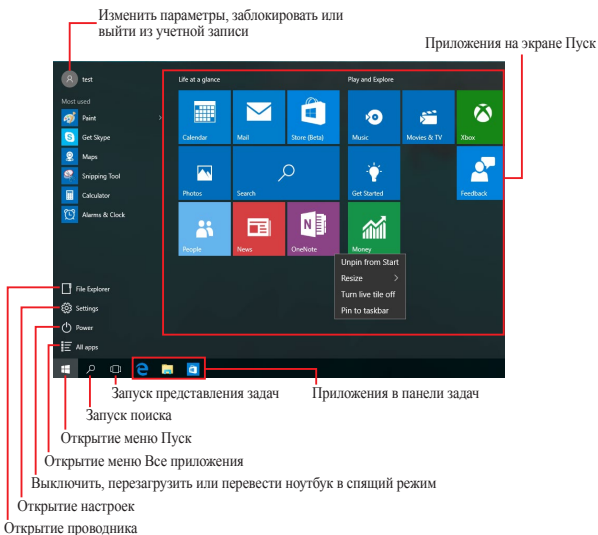 Изменить параметры, заблокировать или
выйти из учетной записи
Приложения на экране Пуск
test
Life at a glance
Play and Explore
Most used
Paint
Get Skype
Maps
Snipping Tool
Calculator
Alarms & Clock
Calendar
Mail
Store (Beta)
Music
Movies & TV
Xbox
Photos
Search
Get Started
Feedback
People
News
OneNote
Money
Unpin from Start
Resize
Turn live tile off
Pin to taskbar
File Explorer
Settings
Power
All apps
Запуск представления задач
Приложения в панели задач
Запуск поиска
Открытие меню Пуск
Открытие меню Все приложения
Выключить, перезагрузить или перевести ноутбук в спящий режим
Открытие настроек
Открытие проводника